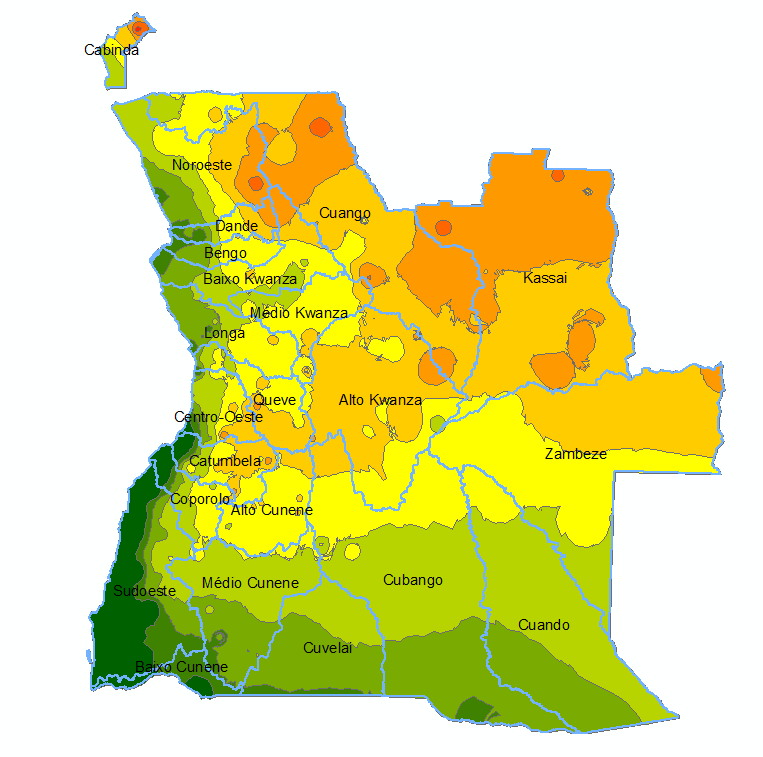 Cabinda
Noroeste
Cuango
Dande
Bengo
Baixo Kwanza
Kassai
Médio Kwanza
Longa
Queve
Alto Kwanza
Centro-Oeste
Zambeze
Catumbela
Coporolo
Alto Cunene
Cubango
Médio Cunene
Sudoeste
Cuando
Cuvelai
Baixo Cunene